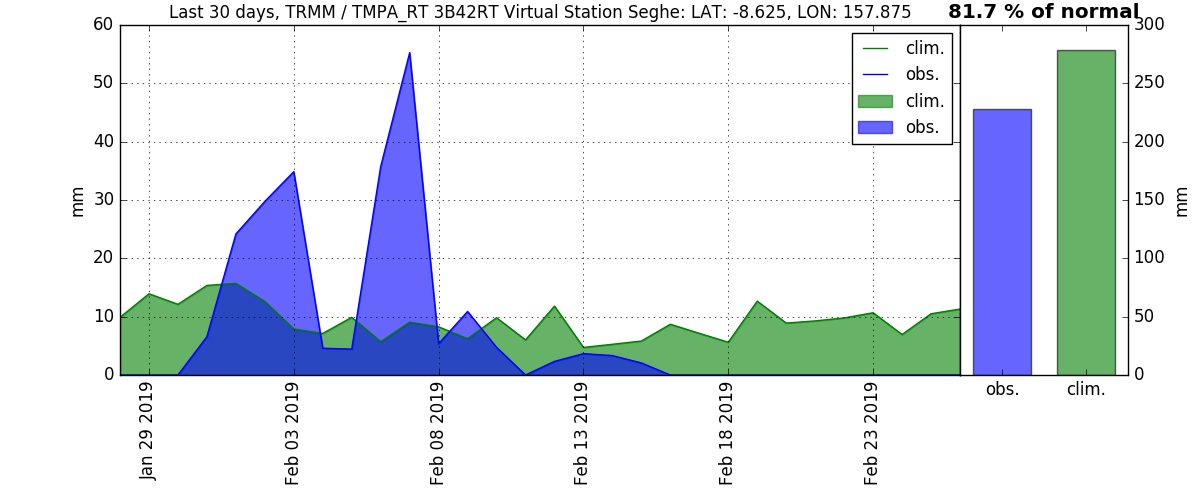 Last 30 days, TRMM / TMPA_RT 3B42RT Virtual Station Seghe: LAT: -8.625, LON: 157.875
81.7 % of normal
60
50
40
30
20
10
0
mm
clim.
obs.
clim.
obs.
Jan 29 2019
Feb 03 2019
Feb 08 2019
Feb 13 2019
Feb 18 2019
Feb 23 2019
300
250
200
150
100
50
0
mm
obs.
clim.